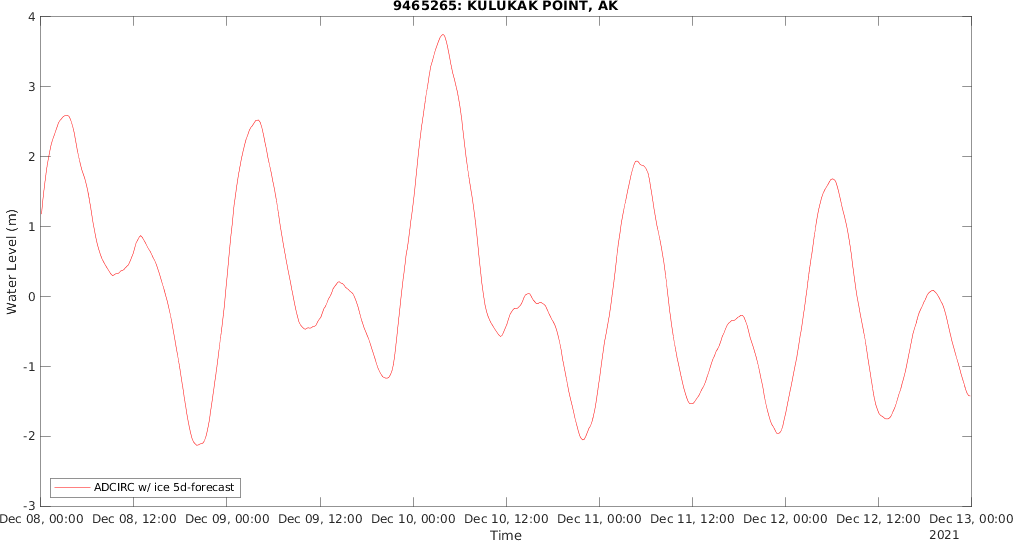 9465265: KULUKAK POINT, AK
4
3
2
1
0
-1
-2
-3
Water Level (m)
ADCIRC w/ ice 5d-forecast
Dec 08, 00:00 Dec 08, 12:00 Dec 09, 00:00 Dec 09, 12:00 Dec 10, 00:00 Dec 10, 12:00 Dec 11, 00:00 Dec 11, 12:00 Dec 12, 00:00 Dec 12, 12:00 Dec 13, 00:00
Time
2021